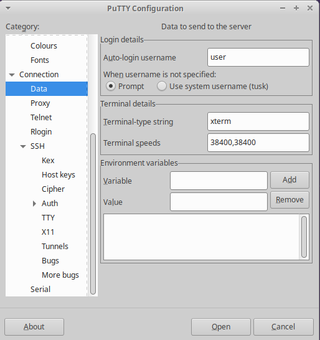 PuTTY Configuration
Category:
Colours
Fonts
Connection
Data
Proxy
Telnet
Rlogin
SSH
Kex
Host keys
Cipher
Auth
TTY
X11
Tunnels
Bugs
More bugs
Serial
Data to send to the server
Login details
Auto-login username user
When username is not specified:
Prompt Use system username (tusk)
Terminal details
Terminal-type string xterm
Terminal speeds 38400,38400
Environment variables
Variable Add
Value Remove
About Open Cancel